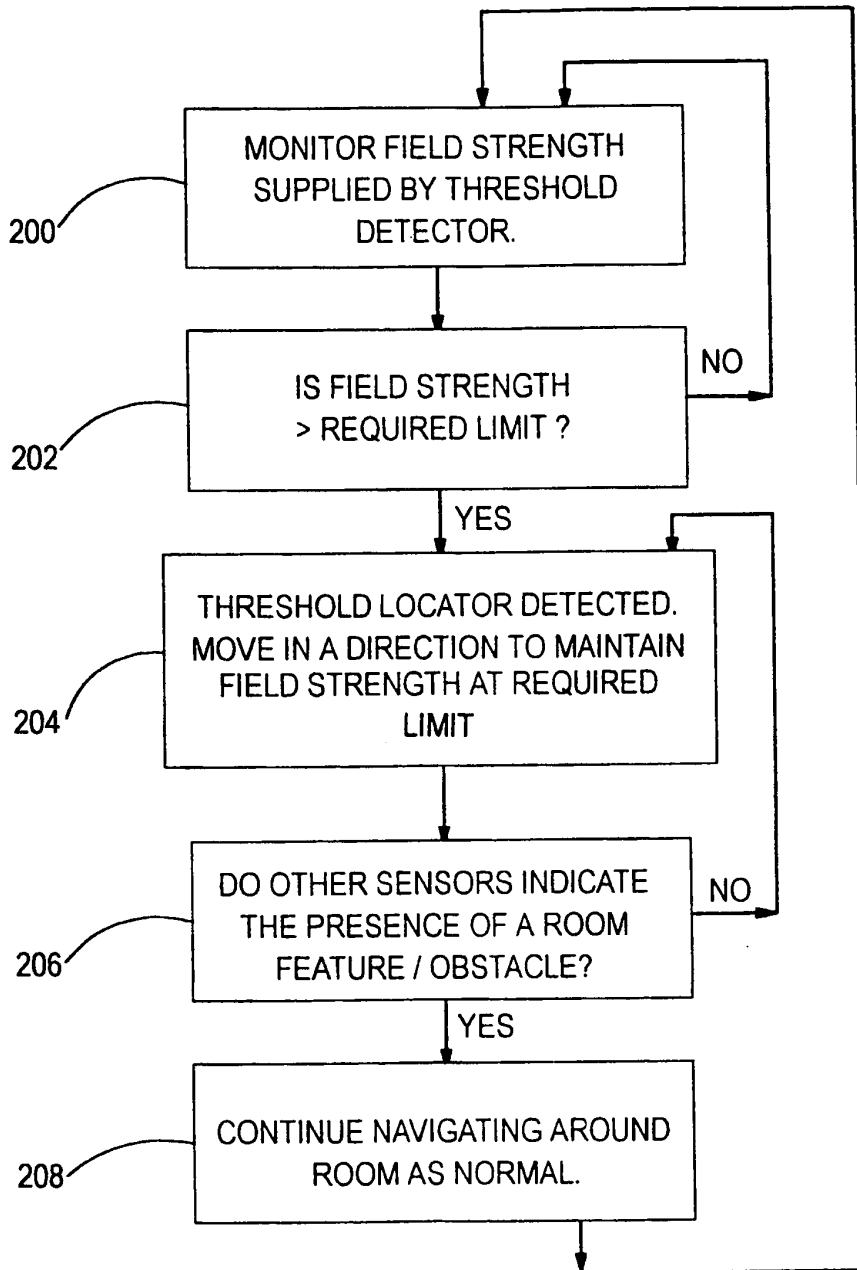 MONITOR FIELD STRENGTH
SUPPLIED BY THRESHOLD
DETECTOR.
200
IS FIELD STRENGTH
> REQUIRED LIMIT ?
NO
202
YES
THRESHOLD LOCATOR DETECTED.
MOVE IN A DIRECTION TO MAINTAIN
FIELD STRENGTH AT REQUIRED
LIMIT
204
DO OTHER SENSORS INDICATE
THE PRESENCE OF A ROOM
FEATURE / OBSTACLE?
NO
206
YES
CONTINUE NAVIGATING AROUND
ROOM AS NORMAL.
208